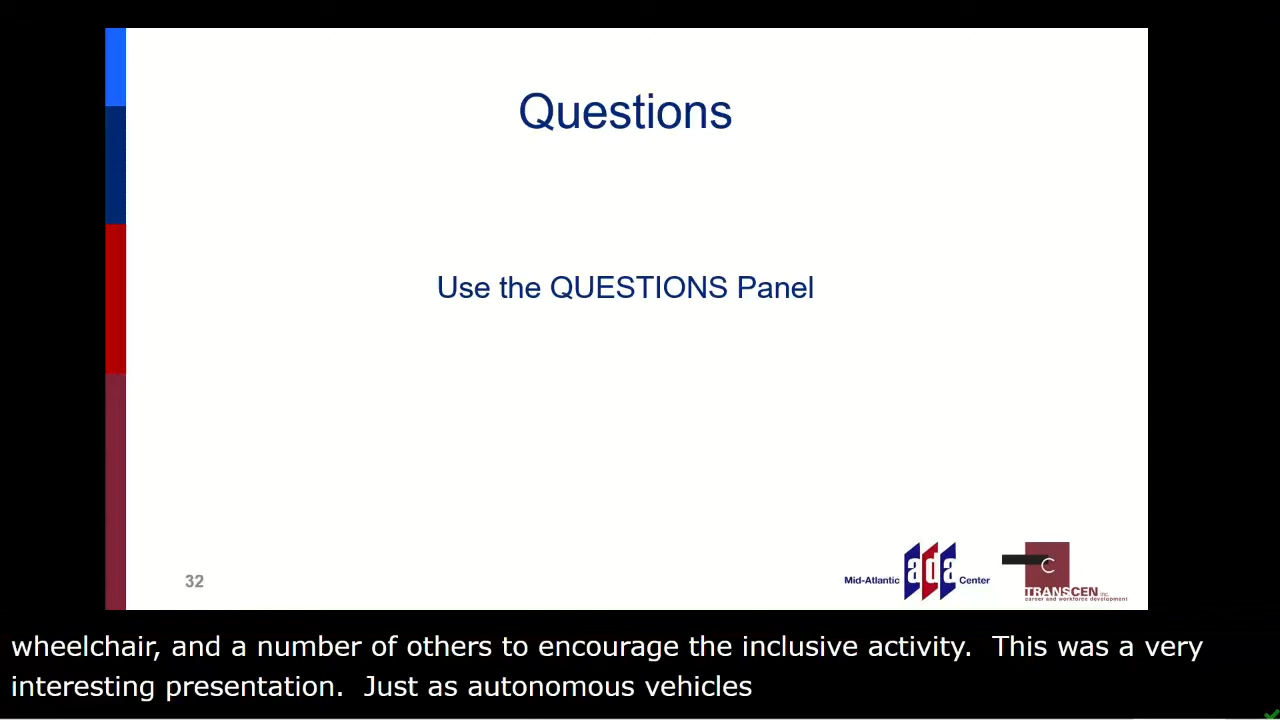 Questions
Use the QUESTIONS Panel
32
Mid-Atlantic ada Center
C
TRANSCEN inc.
career and workforce development
wheelchair, and a number of others to encourage the inclusive activity.  This was a very
interesting presentation.  Just as autonomous vehicles